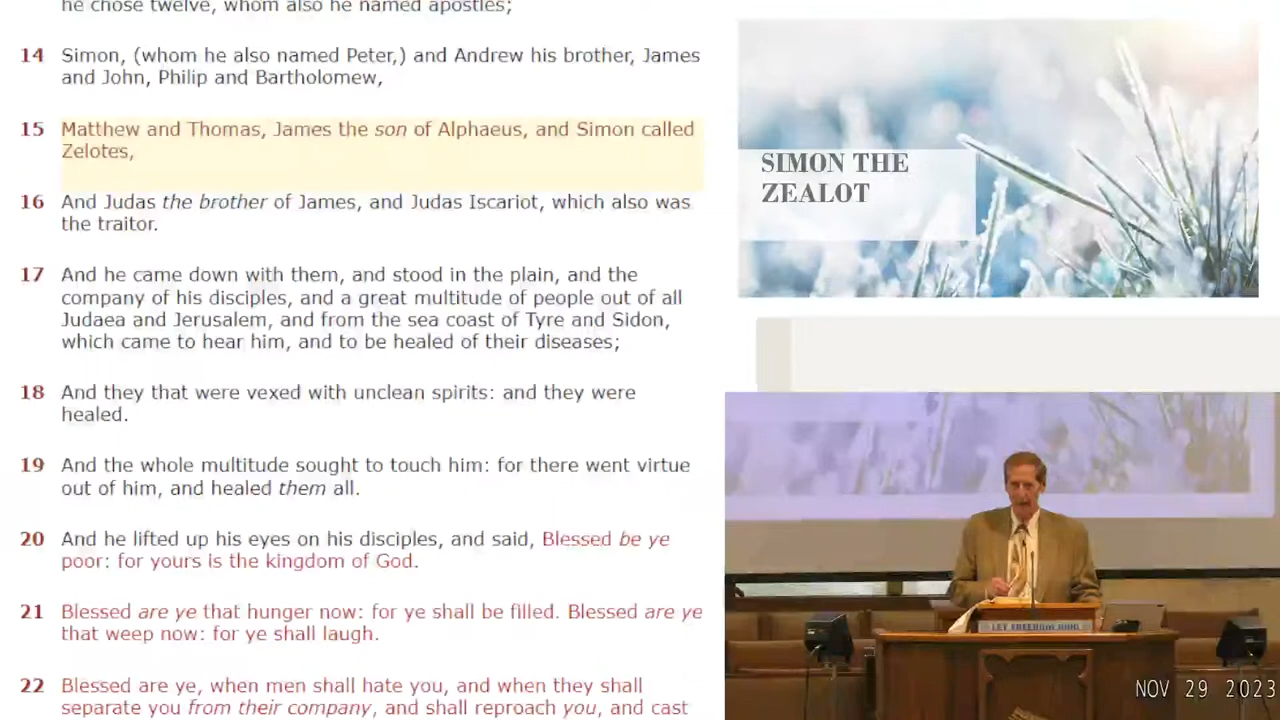 he chose twelve, whom also he named apostles;
14 Simon, (whom he also named Peter,) and Andrew his brother, James
and John, Philip and Bartholomew,
15 Matthew and Thomas, James the son of Alphaeus, and Simon called
Zelotes,
16 And Judas the brother of James, and Judas Iscariot, which also was
the traitor.
17 And he came down with them, and stood in the plain, and the
company of his disciples, and a great multitude of people out of all
Judaea and Jerusalem, and from the sea coast of Tyre and Sidon,
which came to hear him, and to be healed of their diseases;
18 And they that were vexed with unclean spirits: and they were
healed.
19 And the whole multitude sought to touch him: for there went virtue
out of him, and healed them all.
20 And he lifted up his eyes on his disciples, and said, Blessed be ye
poor: for yours is the kingdom of God.
21 Blessed are ye that hunger now: for ye shall be filled. Blessed are ye
that weep now: for ye shall laugh.
22 Blessed are ye, when men shall hate you, and when they shall
separate you from their company, and shall reproach you, and cast
SIMON THE
ZEALOT
LET FREEDOM RING
NOV 29 2023